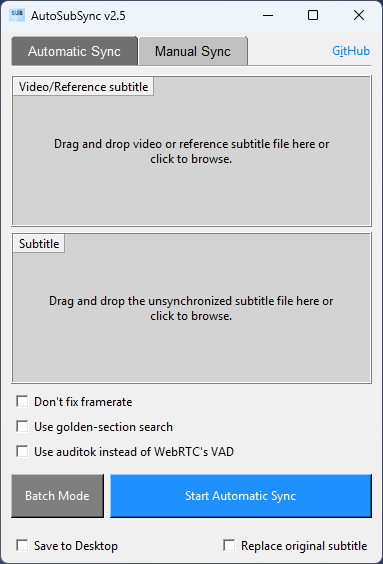 SUB
AutoSubSync v2.5
Automatic Sync
Manual Sync
GitHub
Video/Reference subtitle
Drag and drop video or reference subtitle file here or
click to browse.
Subtitle
Drag and drop the unsynchronized subtitle file here or
click to browse.
Don't fix framerate
Use golden-section search
Use auditok instead of WebRTC's VAD
Batch Mode
Start Automatic Sync
Save to Desktop
Replace original subtitle